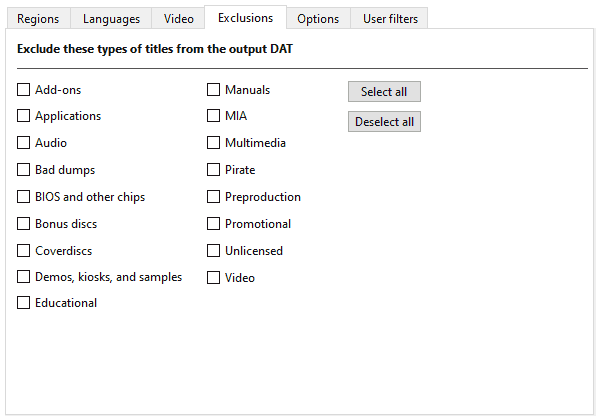 Regions Languages Video Exclusions Options User filters
Exclude these types of titles from the output DAT
Add-ons Manuals Select all
Applications MIA Deselect all
Audio Multimedia
Bad dumps Pirate
BIOS and other chips Preproduction
Bonus discs Promotional
Coverdiscs Unlicensed
Demos, kiosks, and samples Video
Educational